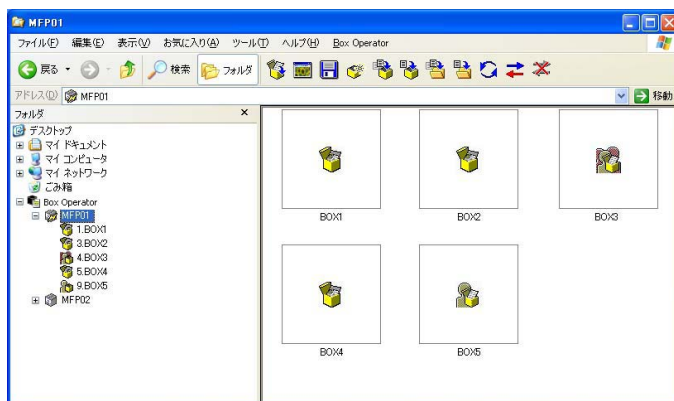 MFP01
ファイル(F) 編集(E) 表示(V) お気に入り(A) ツール(T) ヘルプ(H) Box Operator
戻る 検索 フォルダ
アドレス(D) MFP01 移動
フォルダ ×
デスクトップ
マイ ドキュメント
マイ コンピュータ
マイ ネットワーク
ごみ箱
Box Operator
MFP01
1.BOX1
3.BOX2
4.BOX3
5.BOX4
9.BOX5
MFP02
BOX1 BOX2 BOX3
BOX4 BOX5